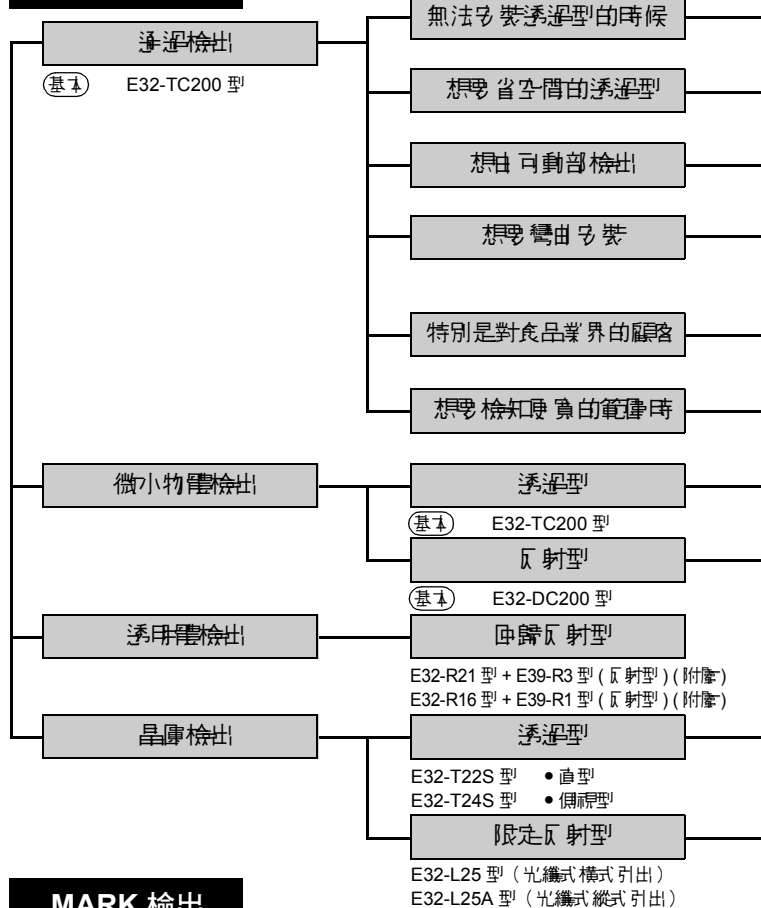 無法安裝透過型的時候
通過檢出
基本 E32-TC200 型
想要省空間的透過型
想由可動部檢出
想要彎曲安裝
特別是對食品業界的顧客
想要檢知更負的範圍時
微小物體檢出
透過型
基本 E32-TC200 型
反射型
基本 E32-DC200 型
透明體檢出
回歸反射型
E32-R21 型 + E39-R3 型 ( 反射型 ) ( 附屬 )
E32-R16 型 + E39-R1 型 ( 反射型 ) ( 附屬 )
晶圓檢出
透過型
E32-T22S 型 • 直型
E32-T24S 型 • 側視型
限定反射型
E32-L25 型（光纖式橫式引出）
E32-L25A 型（光纖式縱式引出）
MARK 檢出